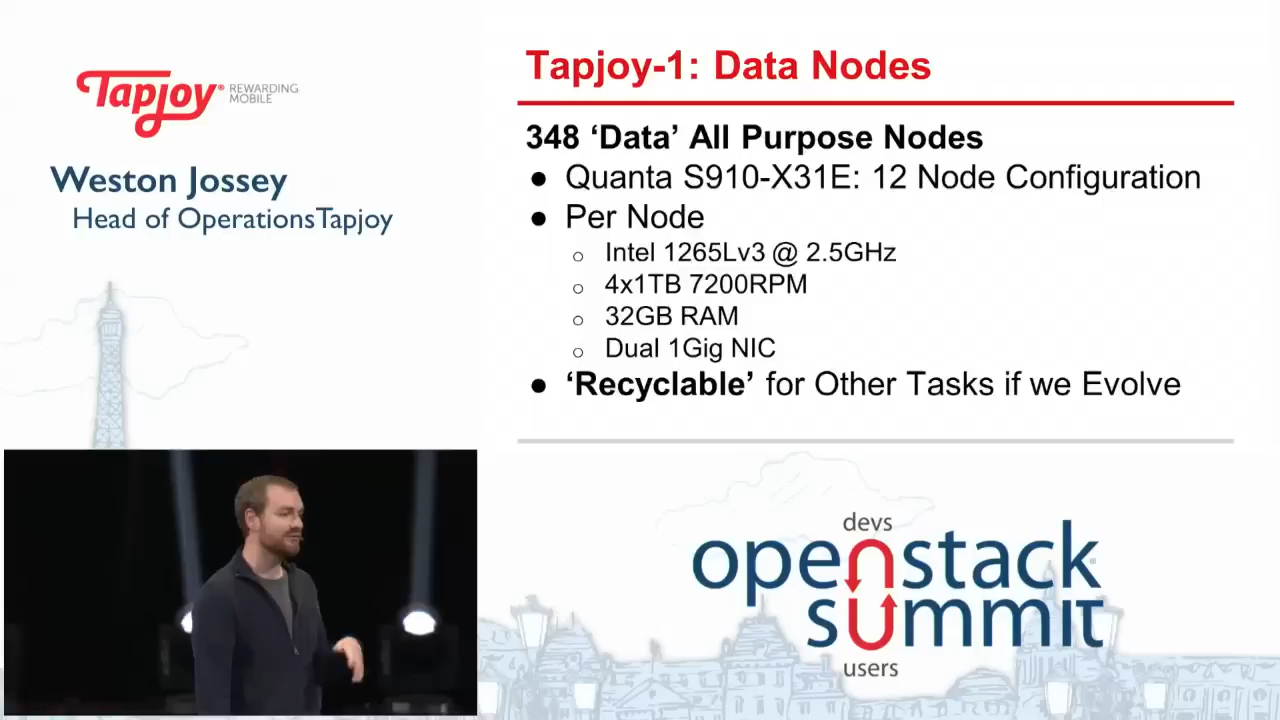 Tapjoy® REWARDING
MOBILE
Weston Jossey
Head of OperationsTapjoy
Tapjoy-1: Data Nodes
348 ‘Data’ All Purpose Nodes
● Quanta S910-X31E: 12 Node Configuration
● Per Node
○ Intel 1265Lv3 @ 2.5GHz
○ 4x1TB 7200RPM
○ 32GB RAM
○ Dual 1Gig NIC
● ‘Recyclable’ for Other Tasks if we Evolve
devs
openstack®
summit
users